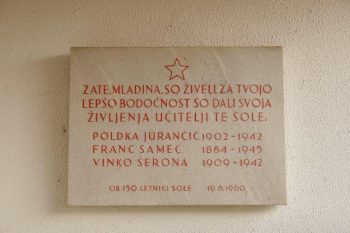 ZATE, MLADINA, SO ŽIVELI, ZA TVOJO
LEPŠO BODOČNOST SO DALI SVOJA
ŽIVLJENJA UČITELJI TE ŠOLE.
POLDKA JURANČIČ 1902-1942
FRANC SAMEC 1884-1945
VINKO ŠERONA 1909-1942
OB 150 LETNICI ŠOLE 19.6.1960